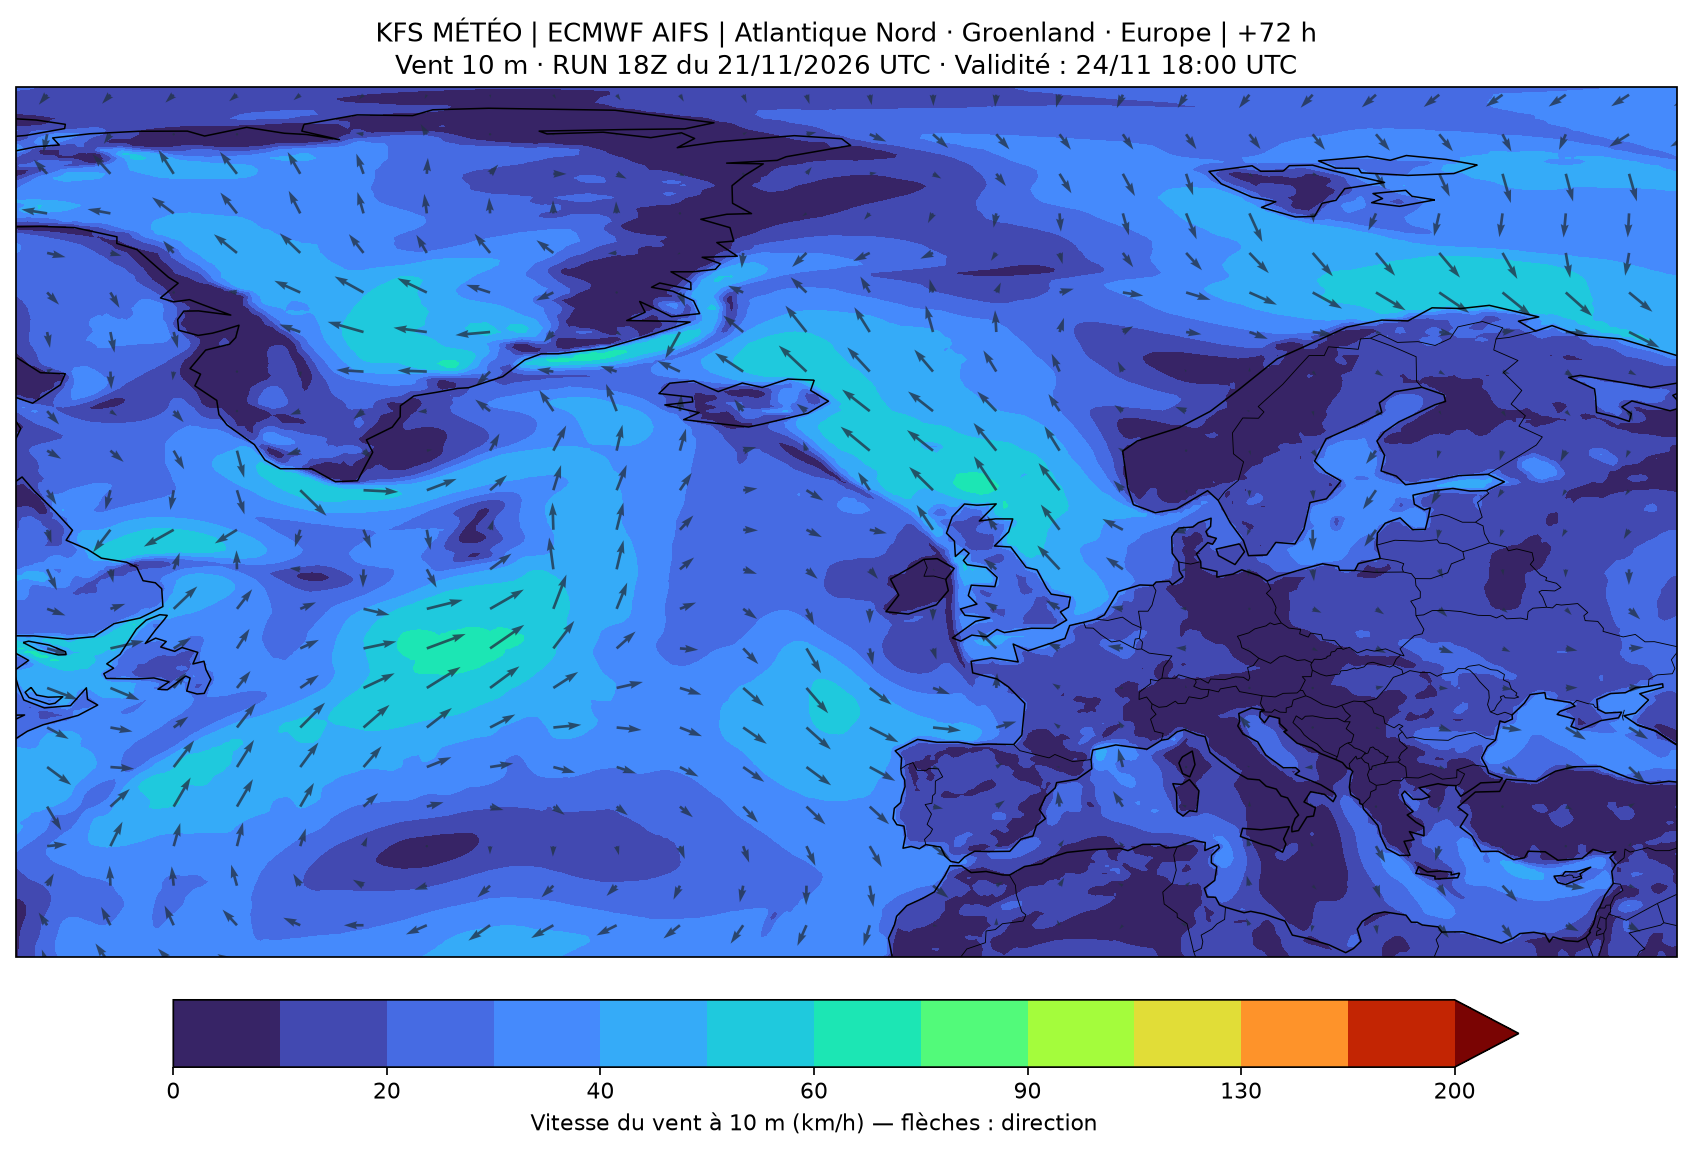 KFS MÉTÉO | ECMWF AIFS | Atlantique Nord · Groenland · Europe | +72 h
Vent 10 m · RUN 18Z du 21/11/2026 UTC · Validité : 24/11 18:00 UTC
0 20 40 60 90 130 200
Vitesse du vent à 10 m (km/h) — flèches : direction